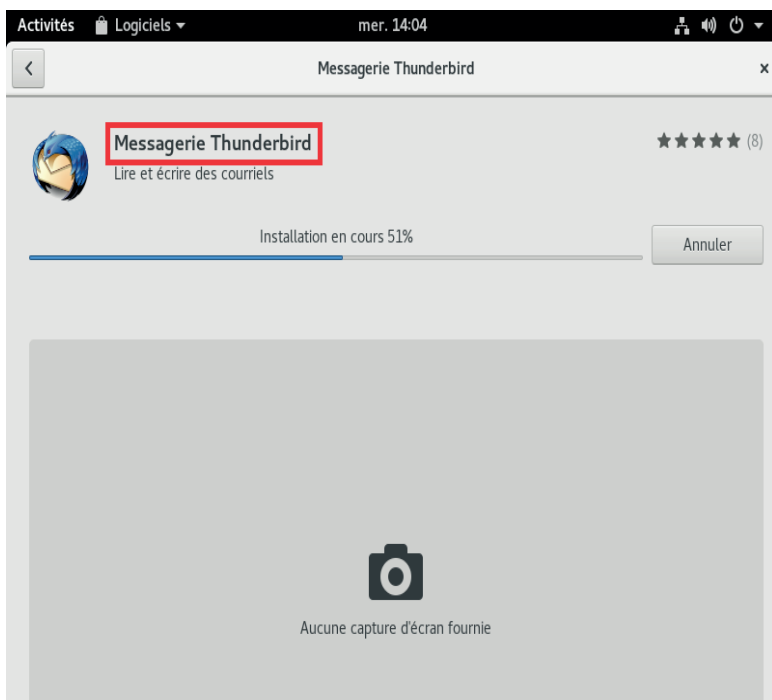 Activités Logiciels mer. 14:04
Messagerie Thunderbird
Messagerie Thunderbird (8)
Lire et écrire des courriels
Installation en cours 51%
Annuler
Aucune capture d'écran fournie